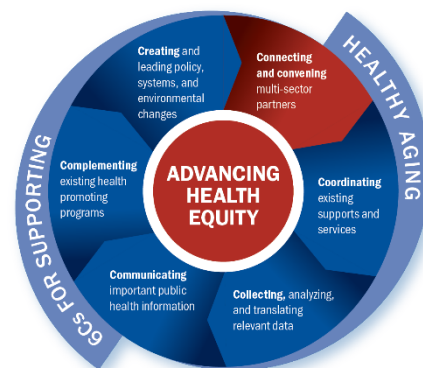 Creating and
leading policy,
systems, and
environmental
changes
Connecting
and convening
multi-sector
partners
Coordinating
existing
supports and
services
Collecting, analyzing,
and translating
relevant data
Communicating
important public
health information
Complementing
existing health
promoting
programs
ADVANCING
HEALTH
EQUITY
6Cs FOR SUPPORTING
HEALTHY AGING